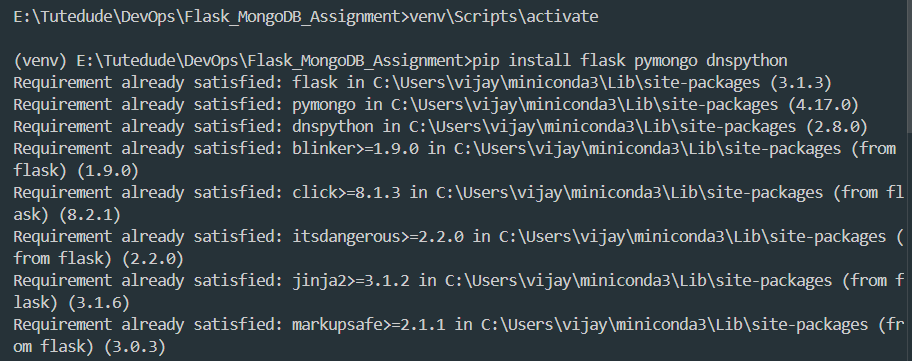 E:\Tutedude\DevOps\Flask_MongoDB_Assignment>venv\Scripts\activate
(venv) E:\Tutedude\DevOps\Flask_MongoDB_Assignment>pip install flask pymongo dnspython
Requirement already satisfied: flask in C:\Users\vijay\miniconda3\Lib\site-packages (3.1.3)
Requirement already satisfied: pymongo in C:\Users\vijay\miniconda3\Lib\site-packages (4.17.0)
Requirement already satisfied: dnspython in C:\Users\vijay\miniconda3\Lib\site-packages (2.8.0)
Requirement already satisfied: blinker>=1.9.0 in C:\Users\vijay\miniconda3\Lib\site-packages (from
flask) (1.9.0)
Requirement already satisfied: click>=8.1.3 in C:\Users\vijay\miniconda3\Lib\site-packages (from fl
ask) (8.2.1)
Requirement already satisfied: itsdangerous>=2.2.0 in C:\Users\vijay\miniconda3\Lib\site-packages (
from flask) (2.2.0)
Requirement already satisfied: jinja2>=3.1.2 in C:\Users\vijay\miniconda3\Lib\site-packages (from f
lask) (3.1.6)
Requirement already satisfied: markupsafe>=2.1.1 in C:\Users\vijay\miniconda3\Lib\site-packages (fr
om flask) (3.0.3)